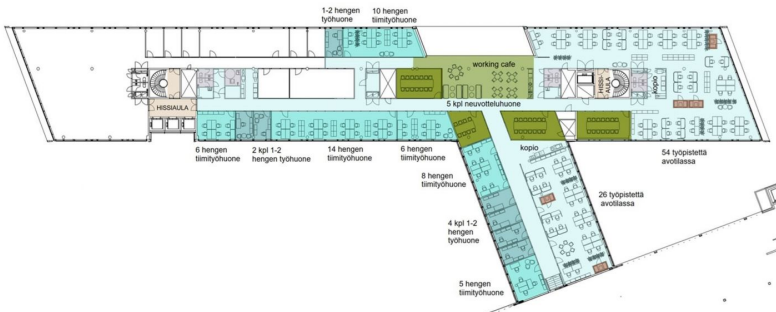 1-2 hengen
työhuone
10 hengen
tiimityöhuone
working cafe
HISSIAULA
HISSI
AULA
kopio
5 kpl neuvotteluhuone
6 hengen
tiimityöhuone
2 kpl 1-2
hengen työhuone
14 hengen
tiimityöhuone
6 hengen
tiimityöhuone
kopio
54 työpistettä
avotilassa
8 hengen
tiimityöhuone
26 työpistettä
avotilassa
4 kpl 1-2
hengen
työhuone
5 hengen
tiimityöhuone